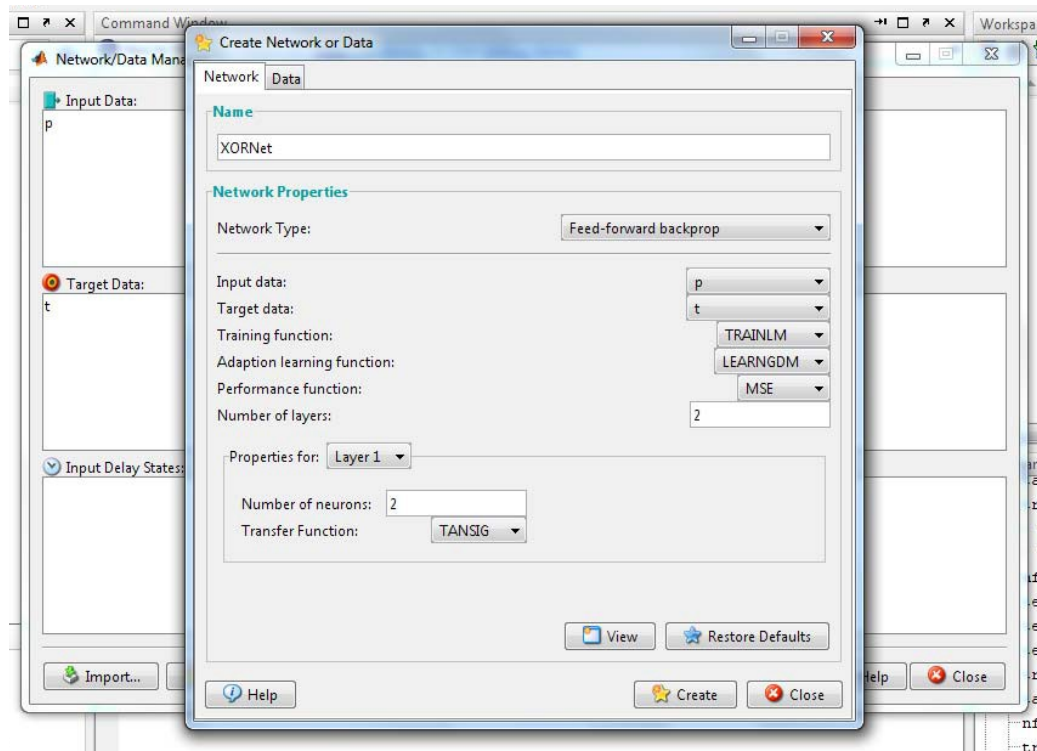 Command Window
Workspa
Network/Data Mana
Input Data:
p
Target Data:
t
Input Delay States:
Import...
Help
Close
Create Network or Data
Network
Data
Name
XORNet
Network Properties
Network Type:
Feed-forward backprop
Input data:
p
Target data:
t
Training function:
TRAINLM
Adaption learning function:
LEARNGDM
Performance function:
MSE
Number of layers:
2
Properties for:
Layer 1
Number of neurons:
2
Transfer Function:
TANSIG
View
Restore Defaults
Help
Create
Close